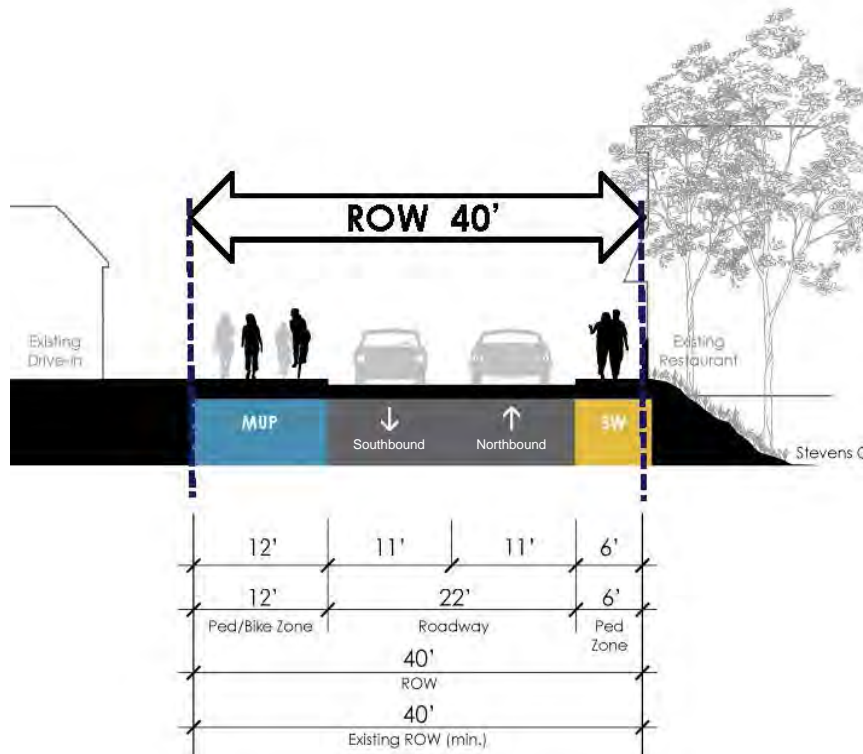 ROW 40’
Existing
Drive-in
Existing
Restaurant
MUP
Southbound
Northbound
SW
Stevens C
12’ 11’ 11’ 6’
12’ 22’ 6’
Ped/Bike Zone Roadway Ped
Zone
40’
ROW
40’
Existing ROW (min.)